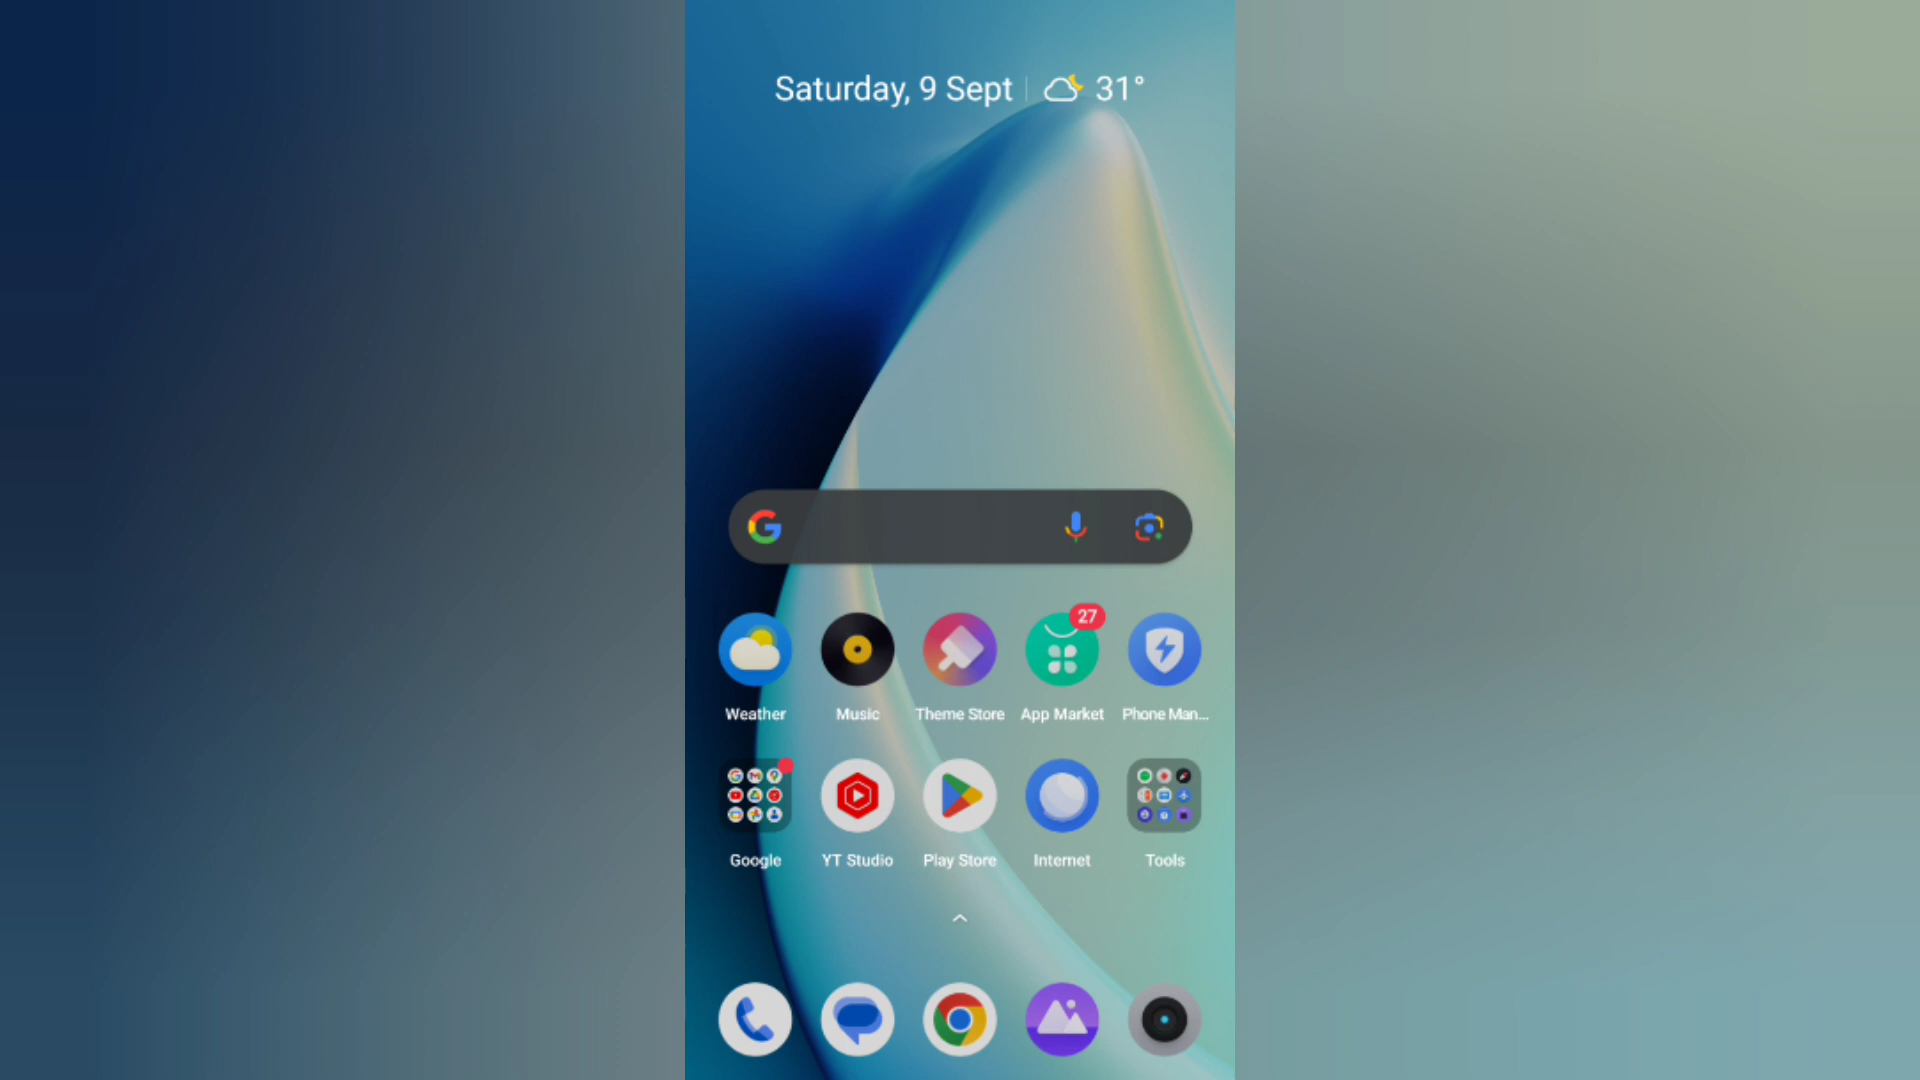 Saturday, 9 Sept 31°
27
Weather Music Theme Store App Market Phone Man...
Google YT Studio Play Store Internet Tools